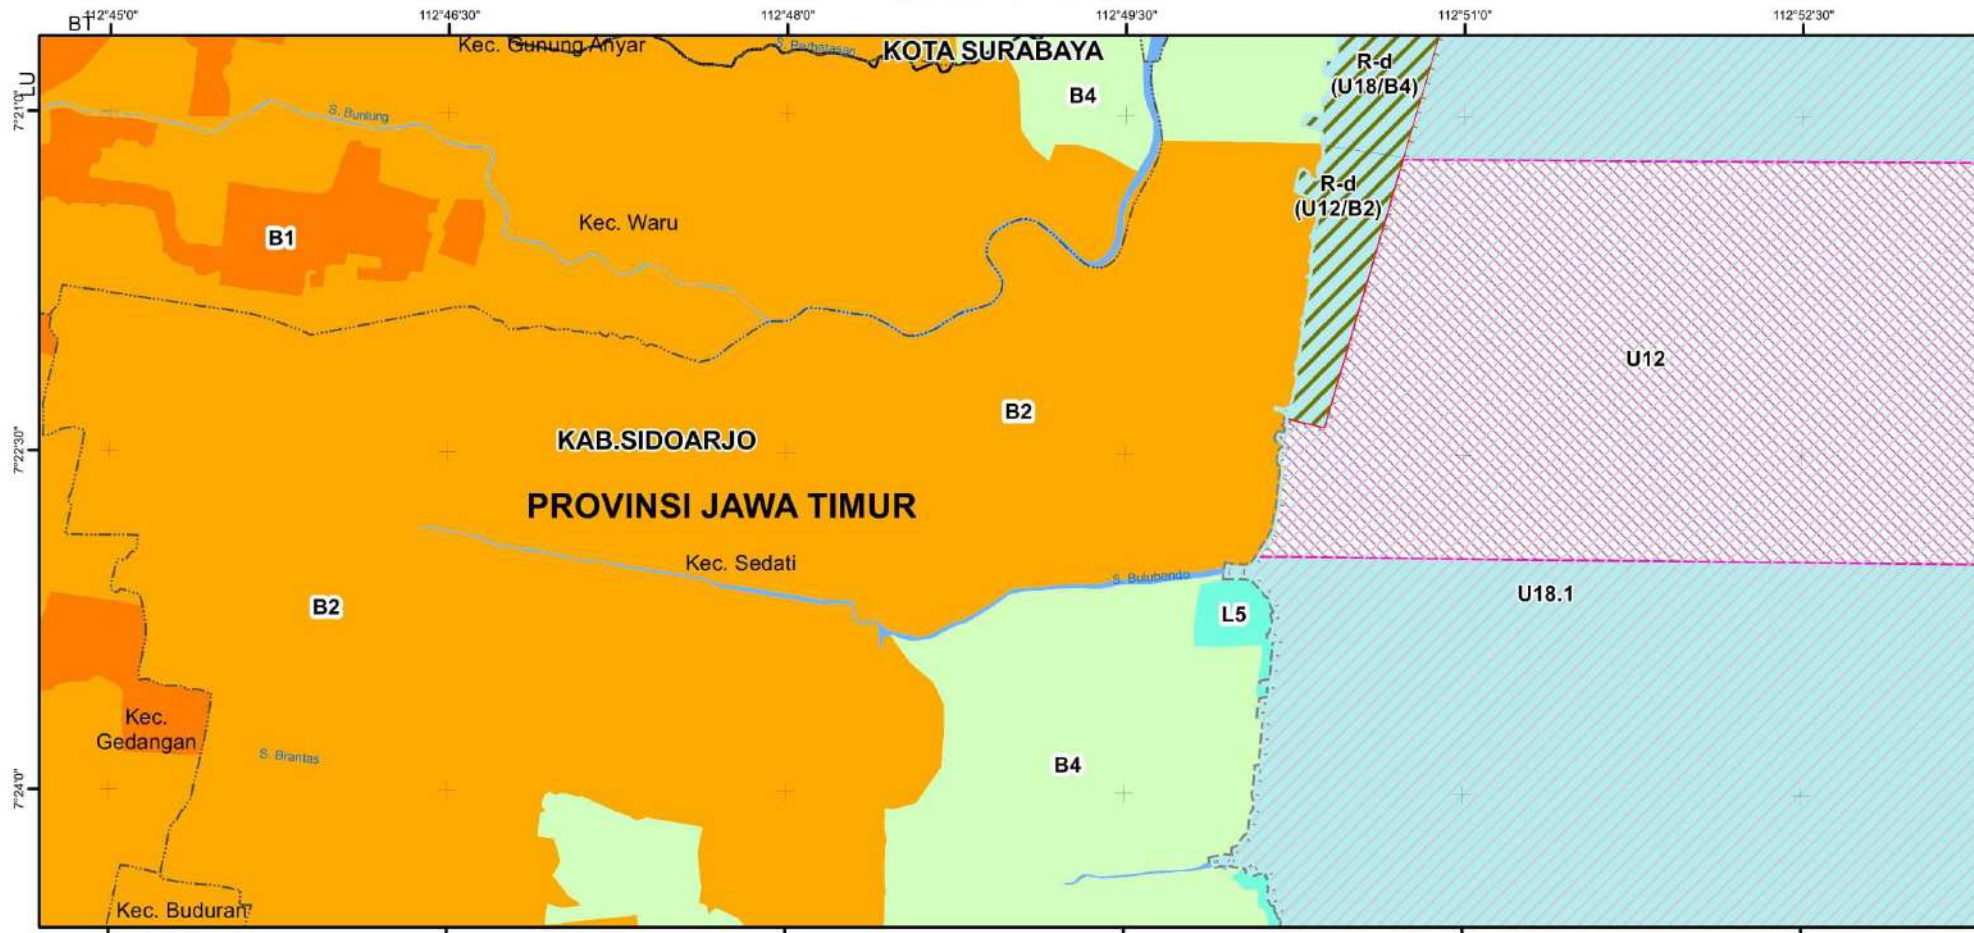 BT
112°45'0"
112°46'30"
112°48'0"
112°49'30"
112°51'0"
112°52'30"
LU
7°21'0"
7°22'30"
7°24'0"
Kec. Gunung Anyar
S. Perbatasan
KOTA SURABAYA
B4
R-d
(U18/B4)
S. Buntung
R-d
(U12/B2)
Kec. Waru
B1
U12
B2
KAB.SIDOARJO
PROVINSI JAWA TIMUR
Kec. Sedati
S. Bulubendo
U18.1
B2
L5
Kec.
Gedangan
S. Brantas
B4
Kec. Buduran